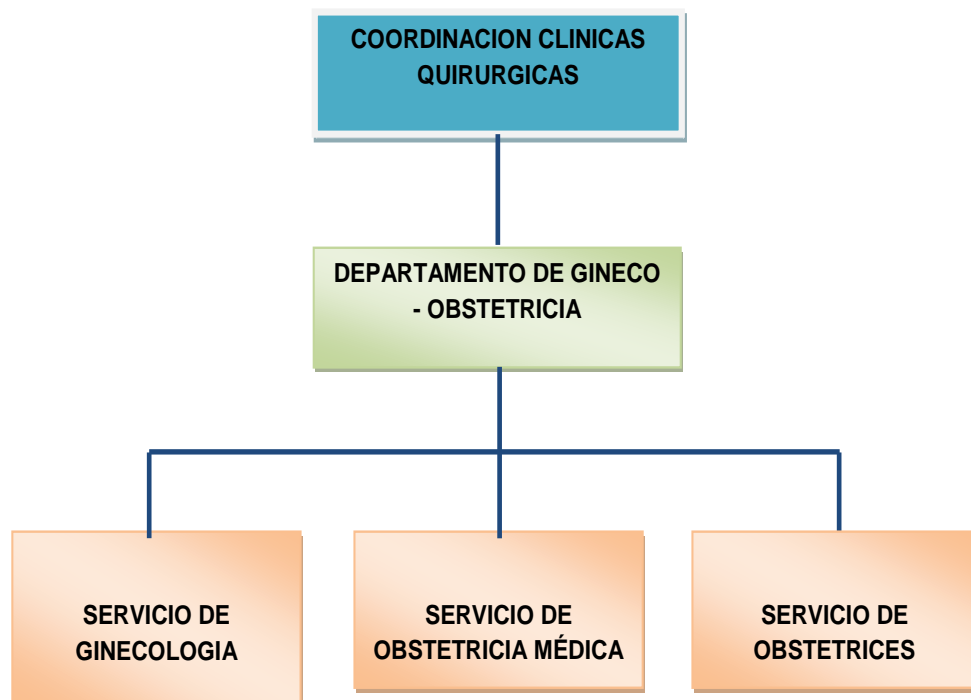 COORDINACION CLINICAS
QUIRURGICAS
DEPARTAMENTO DE GINECO
- OBSTETRICIA
SERVICIO DE
GINECOLOGIA
SERVICIO DE
OBSTETRICIA MÉDICA
SERVICIO DE
OBSTETRICES